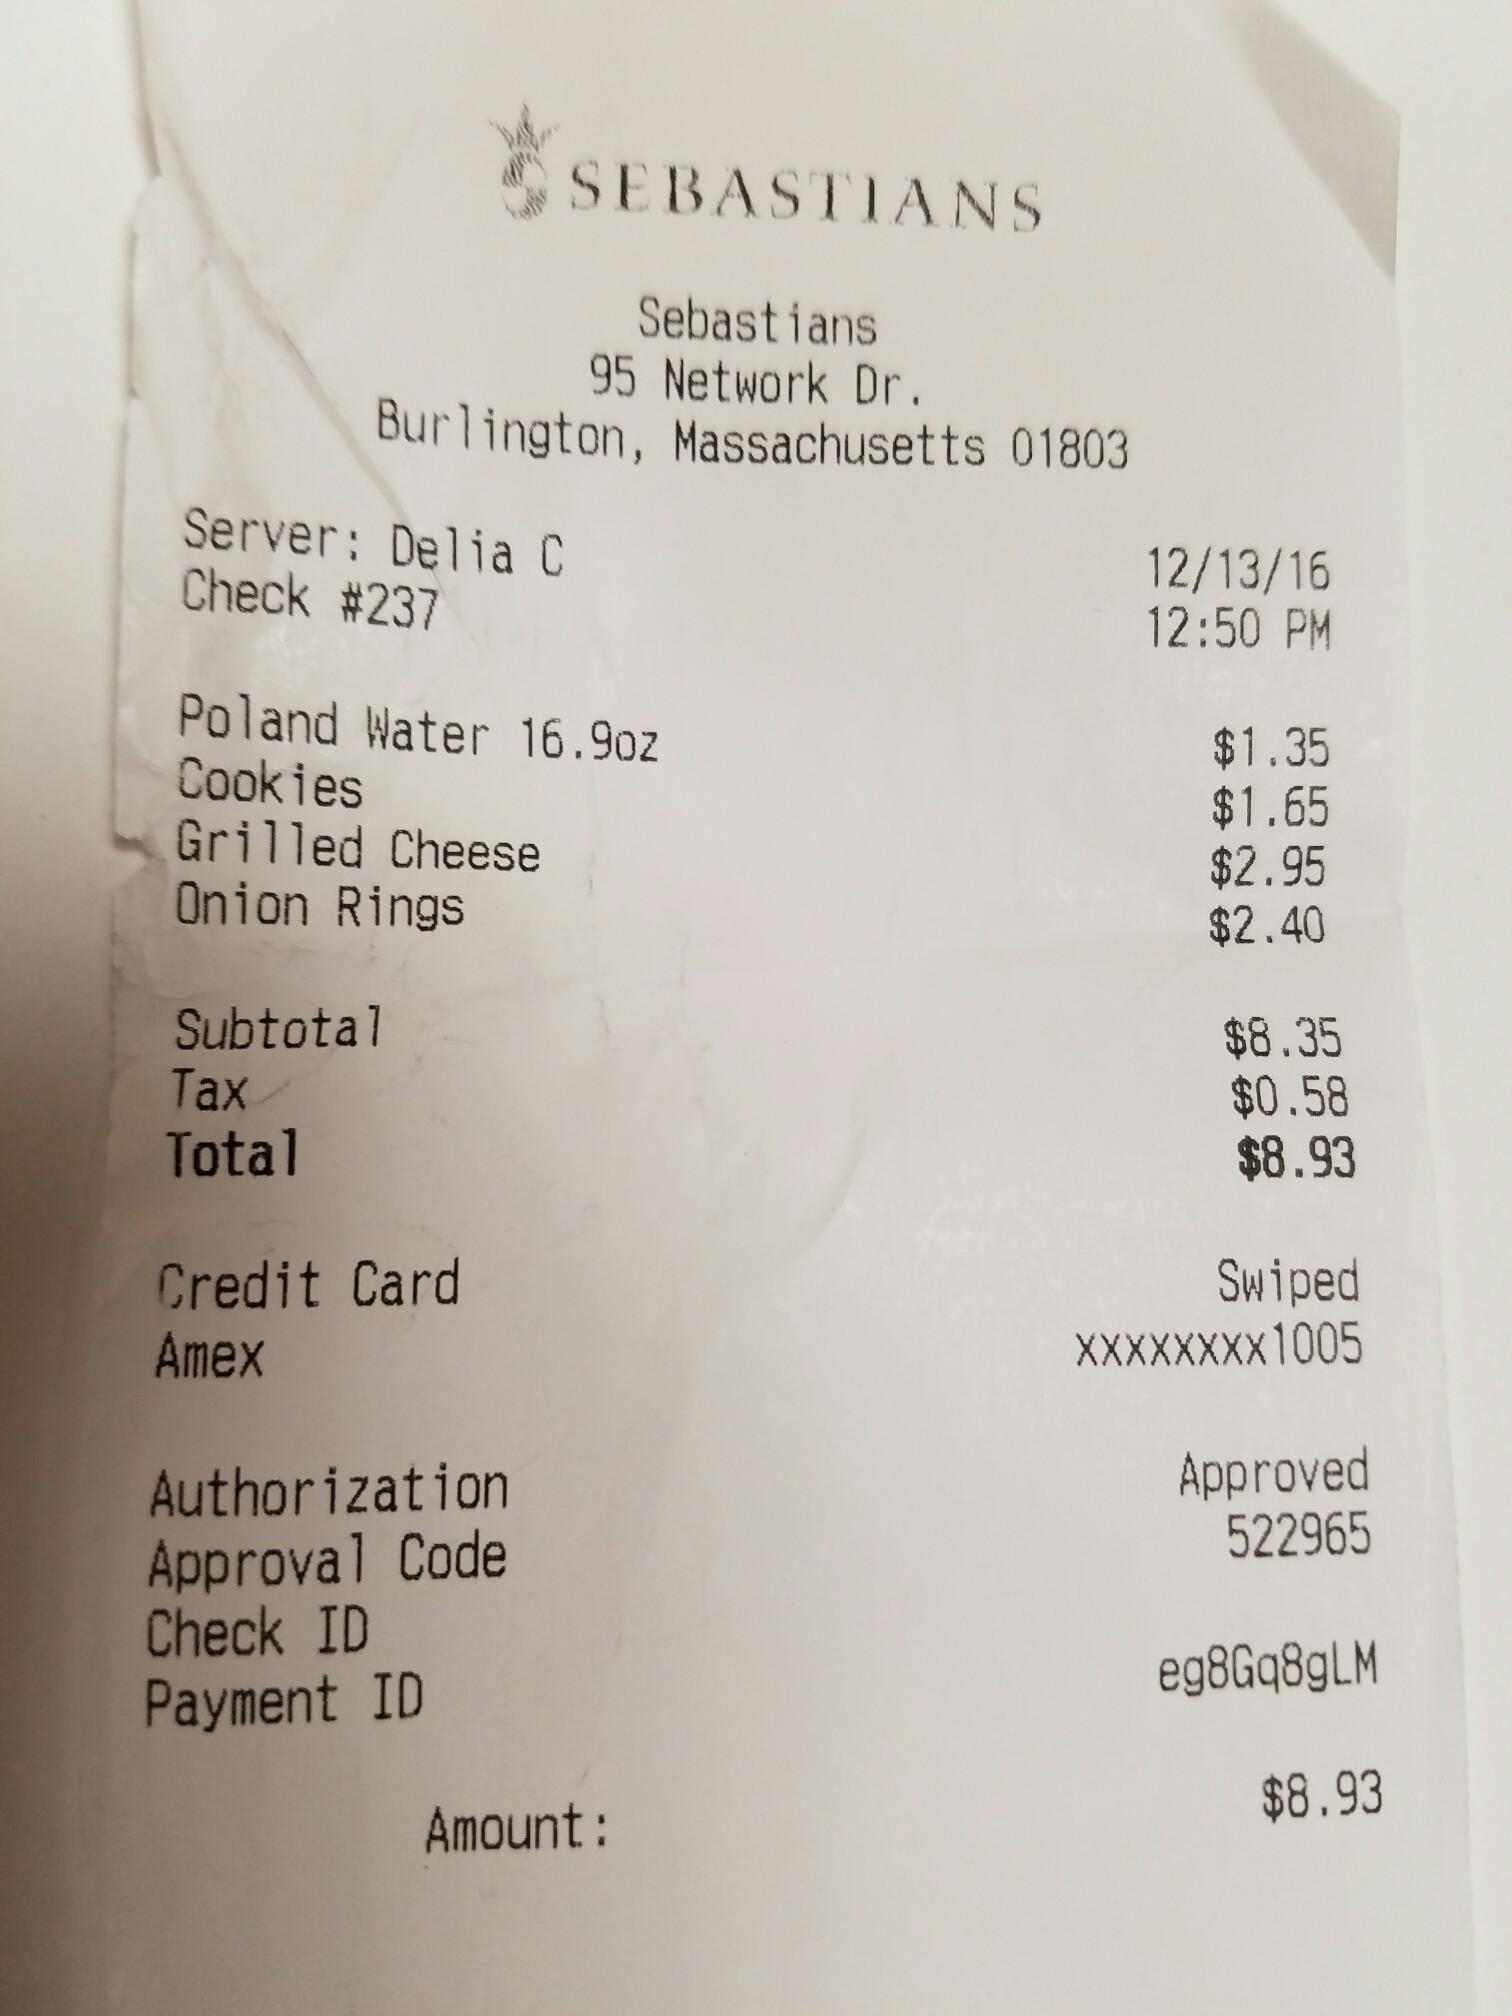 SEBASTIANS
Sebastians
95 Network Dr.
Burlington, Massachusetts 01803
Server: Delia C 12/13/16
Check #237 12:50 PM
Poland Water 16.9oz $1.35
Cookies $1.65
Grilled Cheese $2.95
Onion Rings $2.40
Subtotal $8.35
Tax $0.58
Total $8.93
Credit Card Swiped
Amex xxxxxxxx1005
Authorization Approved
Approval Code 522965
Check ID
Payment ID eg8Gq8gLM
Amount: $8.93